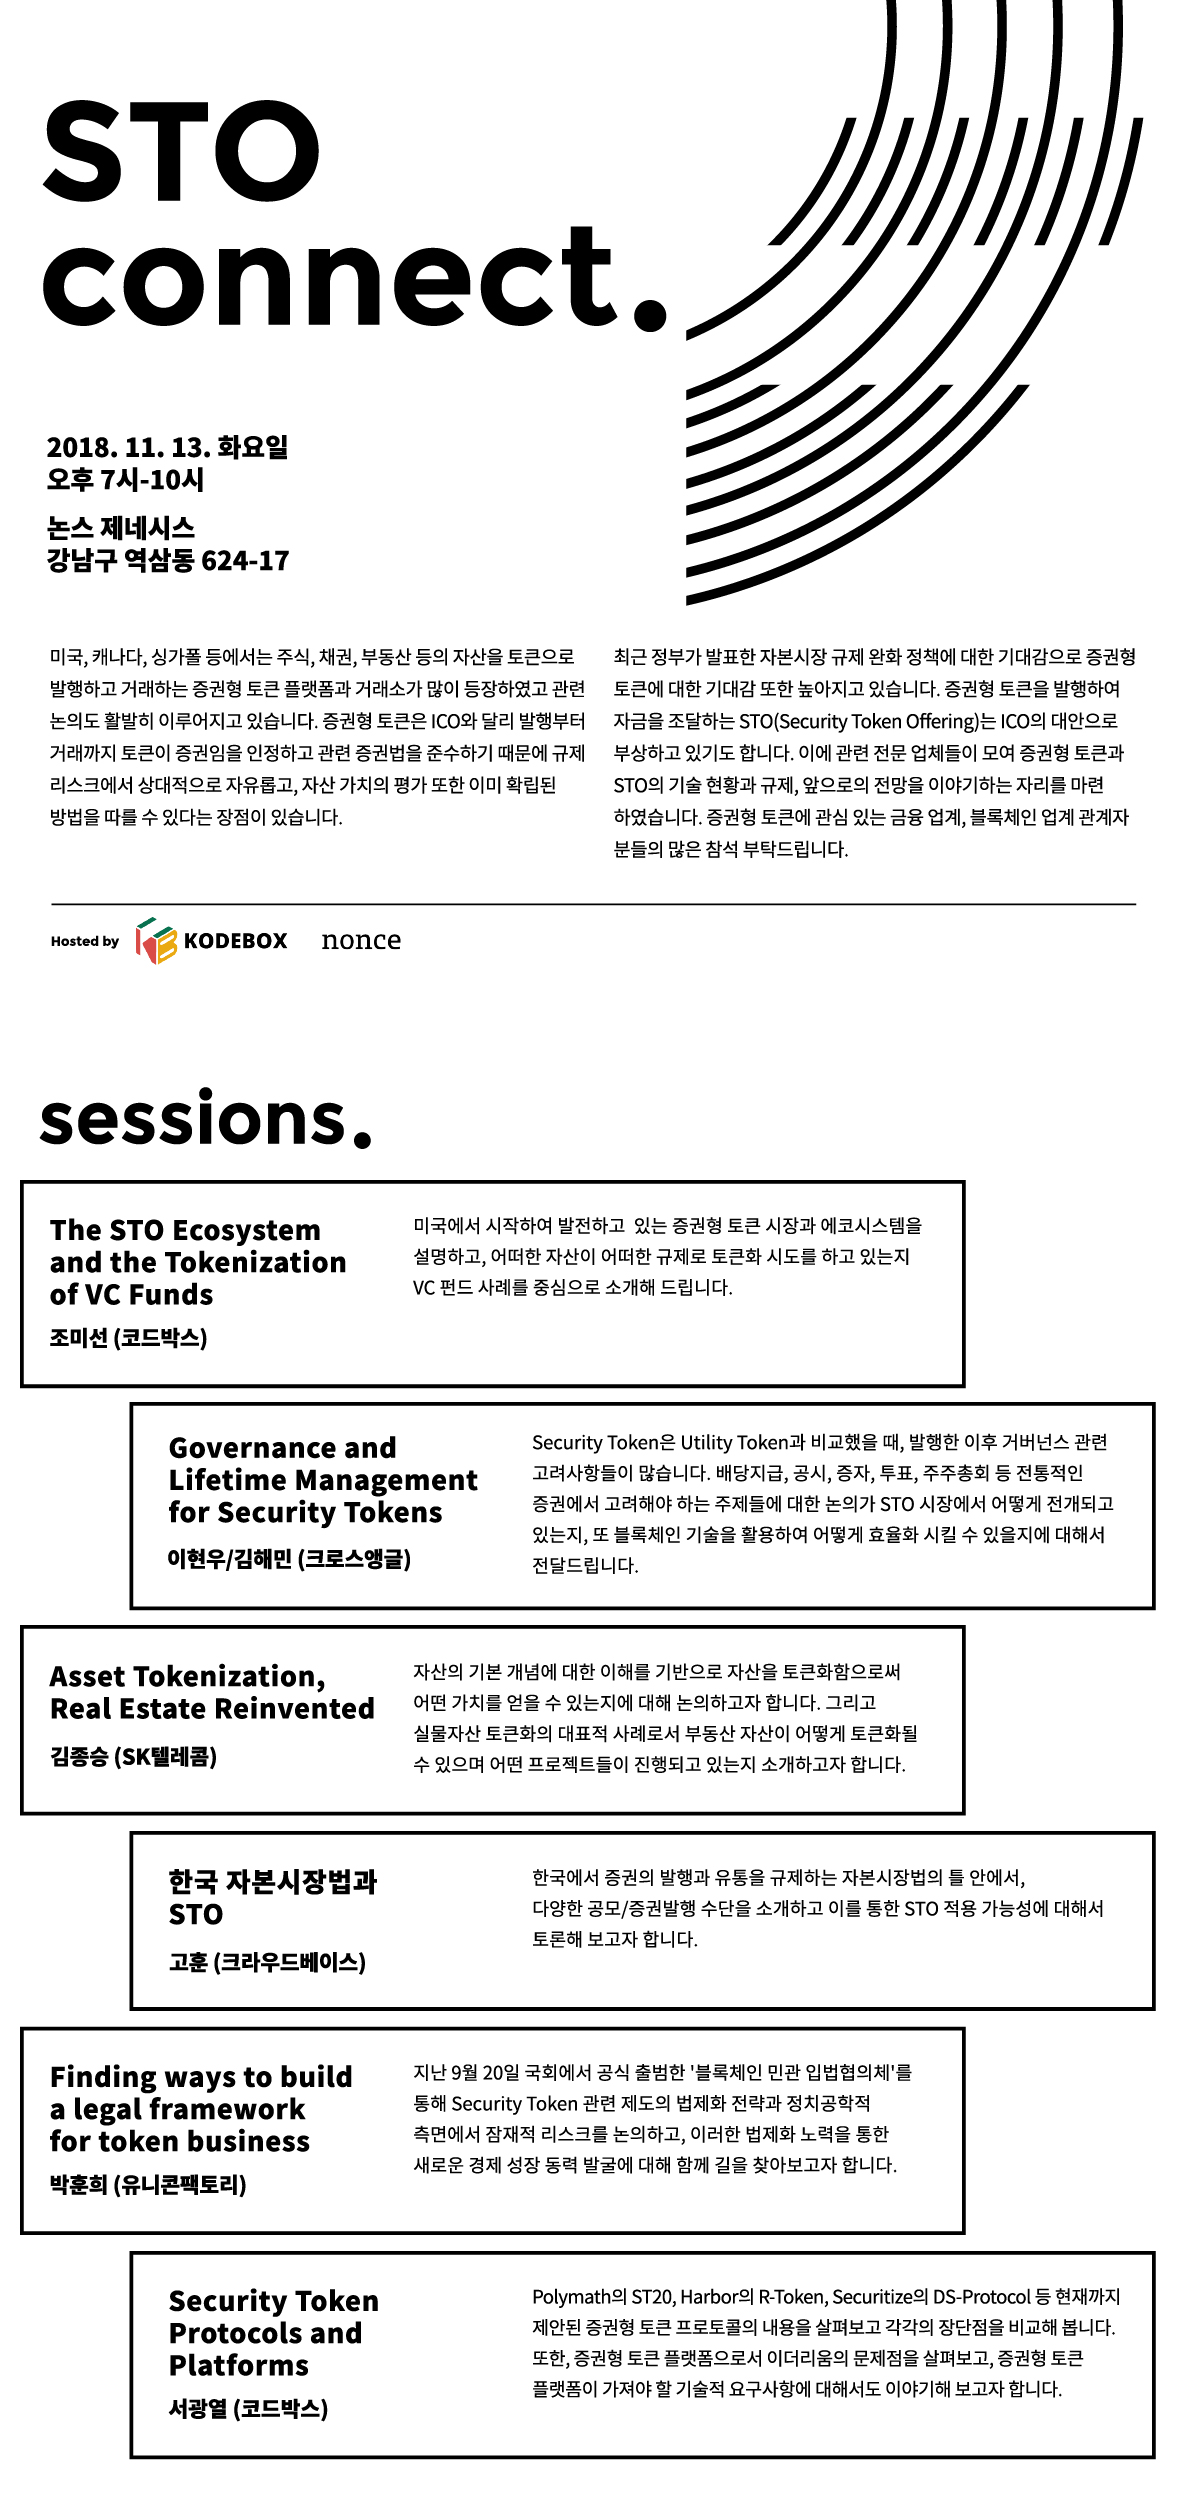 STO
connect.
2018. 11. 13. 화요일
오후 7시-10시
논스 제네시스
강남구 역삼동 624-17
미국, 캐나다, 싱가폴 등에서는 주식, 채권, 부동산 등의 자산을 토큰으로
발행하고 거래하는 증권형 토큰 플랫폼과 거래소가 많이 등장하였고 관련
논의도 활발히 이루어지고 있습니다. 증권형 토큰은 ICO와 달리 발행부터
거래까지 토큰이 증권임을 인정하고 관련 증권법을 준수하기 때문에 규제
리스크에서 상대적으로 자유롭고, 자산 가치의 평가 또한 이미 확립된
방법을 따를 수 있다는 장점이 있습니다.
최근 정부가 발표한 자본시장 규제 완화 정책에 대한 기대감으로 증권형
토큰에 대한 기대감 또한 높아지고 있습니다. 증권형 토큰을 발행하여
자금을 조달하는 STO(Security Token Offering)는 ICO의 대안으로
부상하고 있기도 합니다. 이에 관련 전문 업체들이 모여 증권형 토큰과
STO의 기술 현황과 규제, 앞으로의 전망을 이야기하는 자리를 마련
하였습니다. 증권형 토큰에 관심 있는 금융 업계, 블록체인 업계 관계자
분들의 많은 참석 부탁드립니다.
Hosted by KODEBOX nonce
sessions.
The STO Ecosystem
and the Tokenization
of VC Funds
조미선 (코드박스)
미국에서 시작하여 발전하고 있는 증권형 토큰 시장과 에코시스템을
설명하고, 어떠한 자산이 어떠한 규제로 토큰화 시도를 하고 있는지
VC 펀드 사례를 중심으로 소개해 드립니다.
Governance and
Lifetime Management
for Security Tokens
이현우/김해민 (크로스앵글)
Security Token은 Utility Token과 비교했을 때, 발행한 이후 거버넌스 관련
고려사항들이 많습니다. 배당지급, 공시, 증자, 투표, 주주총회 등 전통적인
증권에서 고려해야 하는 주제들에 대한 논의가 STO 시장에서 어떻게 전개되고
있는지, 또 블록체인 기술을 활용하여 어떻게 효율화 시킬 수 있을지에 대해서
전달드립니다.
Asset Tokenization,
Real Estate Reinvented
김종승 (SK텔레콤)
자산의 기본 개념에 대한 이해를 기반으로 자산을 토큰화함으로써
어떤 가치를 얻을 수 있는지에 대해 논의하고자 합니다. 그리고
실물자산 토큰화의 대표적 사례로서 부동산 자산이 어떻게 토큰화될
수 있으며 어떤 프로젝트들이 진행되고 있는지 소개하고자 합니다.
한국 자본시장법과
STO
고훈 (크라우드베이스)
한국에서 증권의 발행과 유통을 규제하는 자본시장법의 틀 안에서,
다양한 공모/증권발행 수단을 소개하고 이를 통한 STO 적용 가능성에 대해서
토론해 보고자 합니다.
Finding ways to build
a legal framework
for token business
박훈희 (유니콘팩토리)
지난 9월 20일 국회에서 공식 출범한 '블록체인 민관 입법협의체'를
통해 Security Token 관련 제도의 법제화 전략과 정치공학적
측면에서 잠재적 리스크를 논의하고, 이러한 법제화 노력을 통한
새로운 경제 성장 동력 발굴에 대해 함께 길을 찾아보고자 합니다.
Security Token
Protocols and
Platforms
서광열 (코드박스)
Polymath의 ST20, Harbor의 R-Token, Securitize의 DS-Protocol 등 현재까지
제안된 증권형 토큰 프로토콜의 내용을 살펴보고 각각의 장단점을 비교해 봅니다.
또한, 증권형 토큰 플랫폼으로서 이더리움의 문제점을 살펴보고, 증권형 토큰
플랫폼이 가져야 할 기술적 요구사항에 대해서도 이야기해 보고자 합니다.